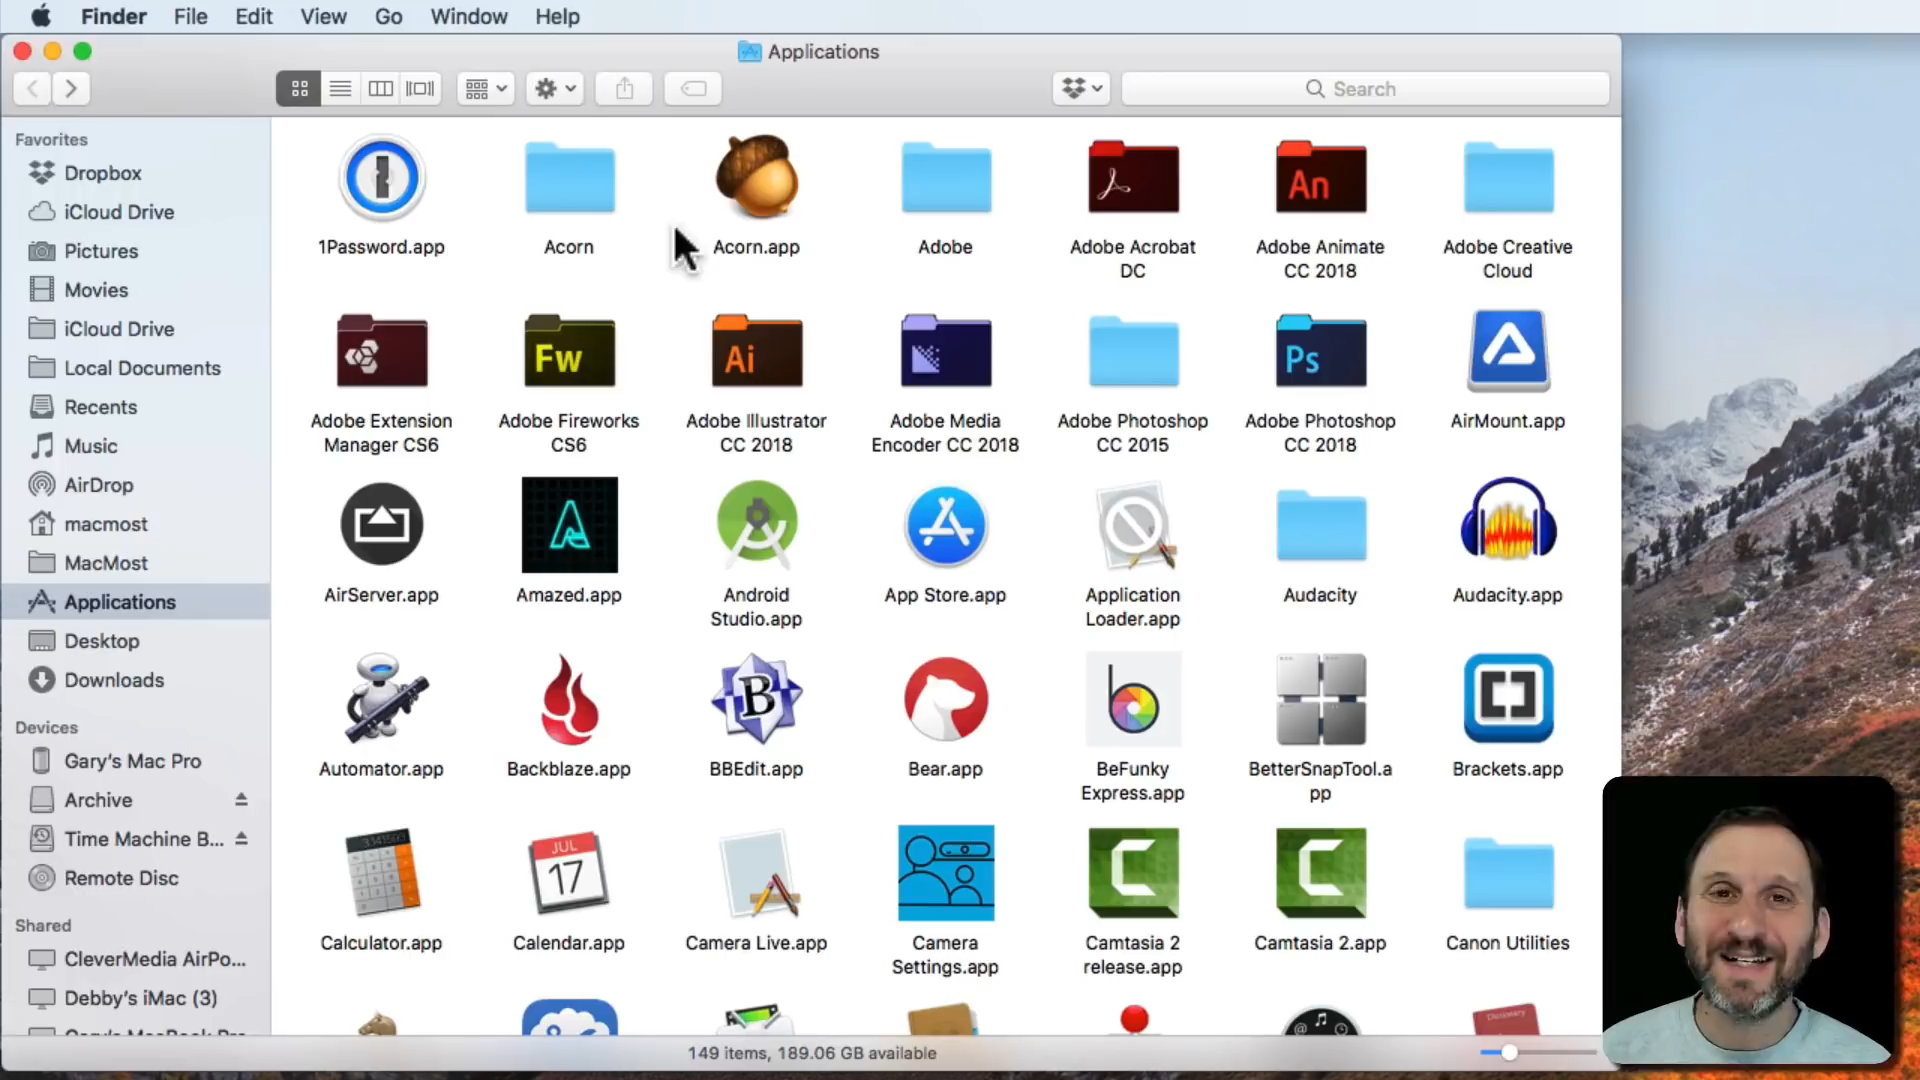 Finder File Edit View Go Window Help
Applications
Search
Favorites
Dropbox
iCloud Drive
Pictures
Movies
iCloud Drive
Local Documents
Recents
Music
AirDrop
macmost
MacMost
Applications
Desktop
Downloads
Devices
Gary's Mac Pro
Archive
Time Machine B...
Remote Disc
Shared
CleverMedia AirPo...
Debby's iMac (3)
1Password.app
Acorn
Acorn.app
Adobe
Adobe Acrobat
DC
An
Adobe Animate
CC 2018
Adobe Creative
Cloud
Adobe Extension
Manager CS6
Fw
Adobe Fireworks
CS6
Ai
Adobe Illustrator
CC 2018
Adobe Media
Encoder CC 2018
Adobe Photoshop
CC 2015
Ps
Adobe Photoshop
CC 2018
AirMount.app
AirServer.app
Amazed.app
Android
Studio.app
App Store.app
Application
Loader.app
Audacity
Audacity.app
Automator.app
Backblaze.app
B
BBEdit.app
Bear.app
b
BeFunky
Express.app
BetterSnapTool.a
pp
Brackets.app
Calculator.app
JUL
17
Calendar.app
Camera Live.app
Camera
Settings.app
C
Camtasia 2
release.app
C
Camtasia 2.app
Canon Utilities
Dictionary
149 items, 189.06 GB available